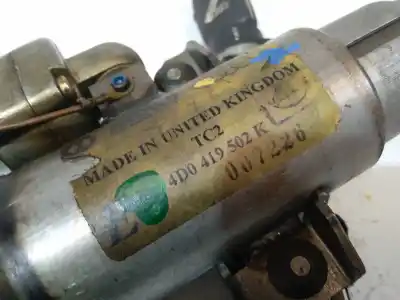 MADE IN UNITED KINGDOM
TC2
4D0 419 502 K
007226